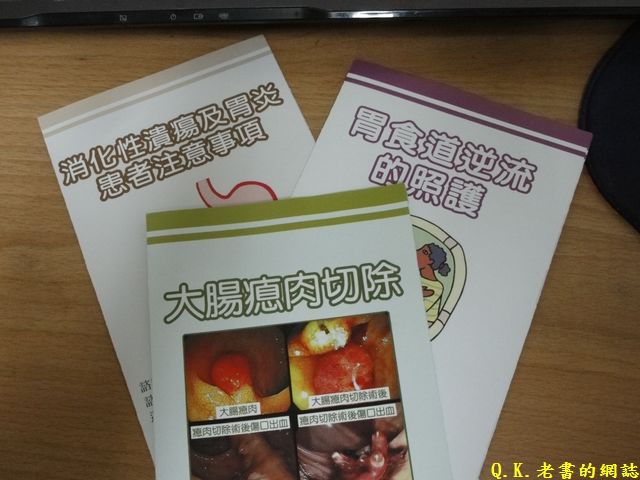 消化性潰瘍及胃炎
患者注意事項
胃食道逆流
的照護
大腸瘜肉切除
大腸瘜肉
大腸瘜肉切除術後
瘜肉切除術後傷口出血
Q.K.老書的網誌